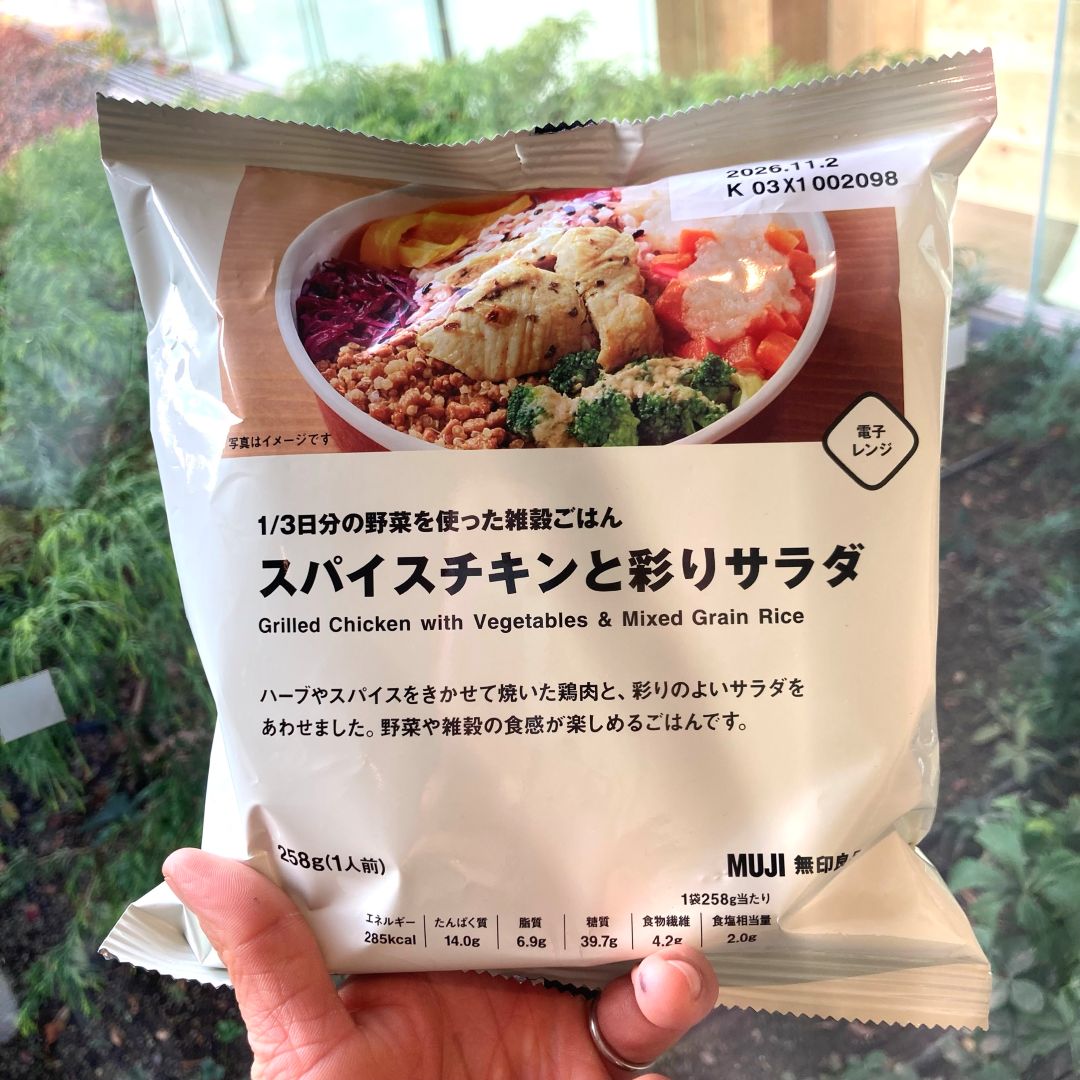 2026.11.2
K 03X1 002098
写真はイメージです
電子
レンジ
1/3日分の野菜を使った雑穀ごはん
スパイスチキンと彩りサラダ
Grilled Chicken with Vegetables & Mixed Grain Rice
ハーブやスパイスをきかせて焼いた鶏肉と、彩りのよいサラダを
あわせました。野菜や雑穀の食感が楽しめるごはんです。
258g(1人前)
MUJI 無印良
1袋258g当たり
エネルギー たんぱく質 脂質 糖質 食物繊維 食塩相当量
285kcal 14.0g 6.9g 39.7g 4.2g 2.0g